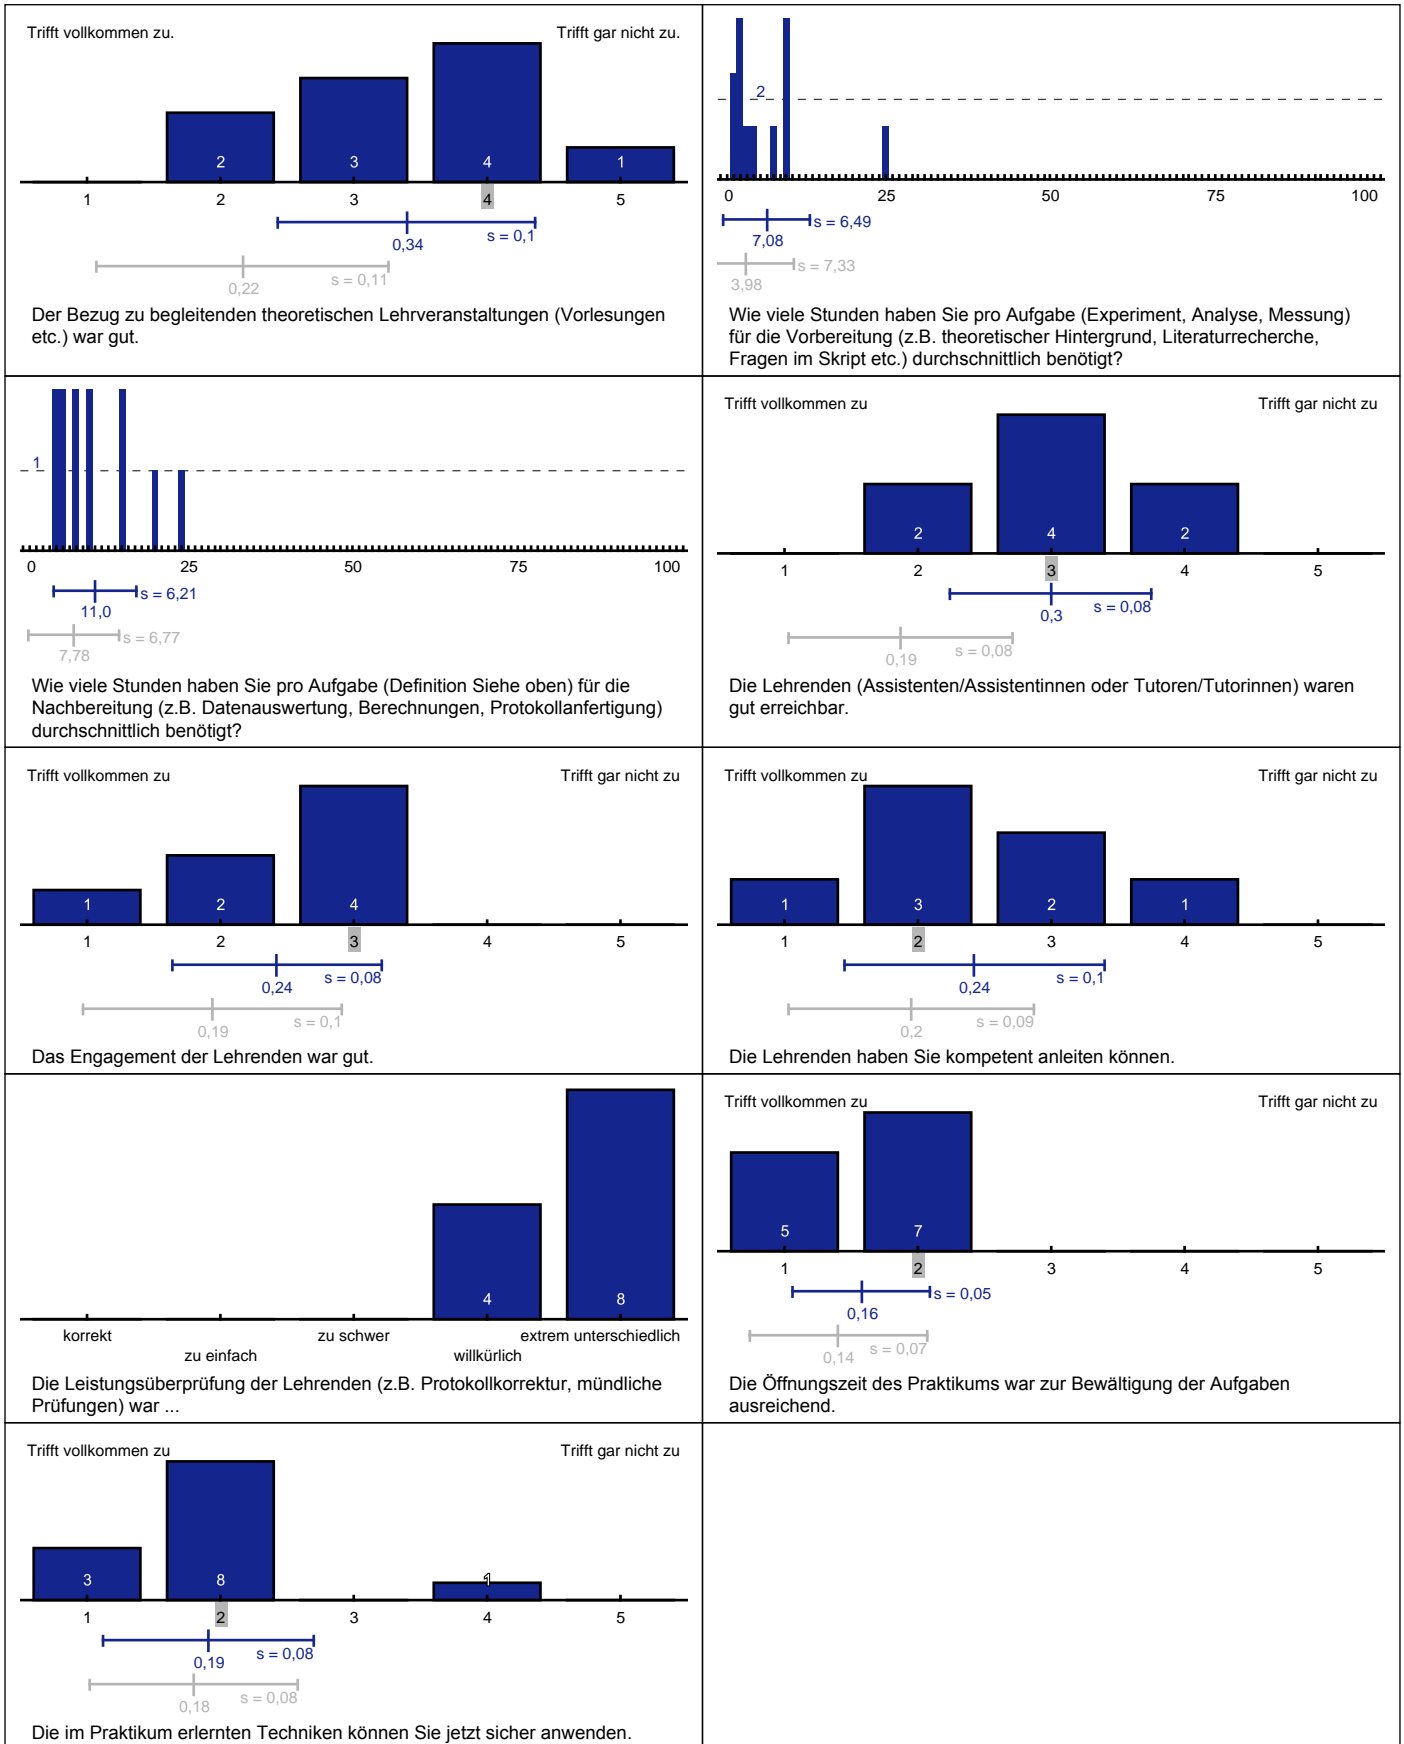 Trifft vollkommen zu. Trifft gar nicht zu.
2 3 4 1
1 2 3 4 5
0,34 s = 0,1
0,22 s = 0,11
Der Bezug zu begleitenden theoretischen Lehrveranstaltungen (Vorlesungen
etc.) war gut.
2
0 25 50 75 100
7,08 s = 6,49
3,98 s = 7,33
Wie viele Stunden haben Sie pro Aufgabe (Experiment, Analyse, Messung)
für die Vorbereitung (z.B. theoretischer Hintergrund, Literaturrecherche,
Fragen im Skript etc.) durchschnittlich benötigt?
1
0 25 50 75 100
11,0 s = 6,21
7,78 s = 6,77
Wie viele Stunden haben Sie pro Aufgabe (Definition Siehe oben) für die
Nachbereitung (z.B. Datenauswertung, Berechnungen, Protokollanfertigung)
durchschnittlich benötigt?
Trifft vollkommen zu Trifft gar nicht zu
2 4 2
1 2 3 4 5
0,3 s = 0,08
0,19 s = 0,08
Die Lehrenden (Assistenten/Assistentinnen oder Tutoren/Tutorinnen) waren
gut erreichbar.
Trifft vollkommen zu Trifft gar nicht zu
1 2 4
1 2 3 4 5
0,24 s = 0,08
0,19 s = 0,1
Das Engagement der Lehrenden war gut.
Trifft vollkommen zu Trifft gar nicht zu
1 3 2 1
1 2 3 4 5
0,24 s = 0,1
0,2 s = 0,09
Die Lehrenden haben Sie kompetent anleiten können.
4 8
korrekt zu schwer extrem unterschiedlich
zu einfach willkürlich
Die Leistungsüberprüfung der Lehrenden (z.B. Protokollkorrektur, mündliche
Prüfungen) war ...
Trifft vollkommen zu Trifft gar nicht zu
5 7
1 2 3 4 5
0,16 s = 0,05
0,14 s = 0,07
Die Öffnungszeit des Praktikums war zur Bewältigung der Aufgaben
ausreichend.
Trifft vollkommen zu Trifft gar nicht zu
3 8 1
1 2 3 4 5
0,19 s = 0,08
0,18 s = 0,08
Die im Praktikum erlernten Techniken können Sie jetzt sicher anwenden.